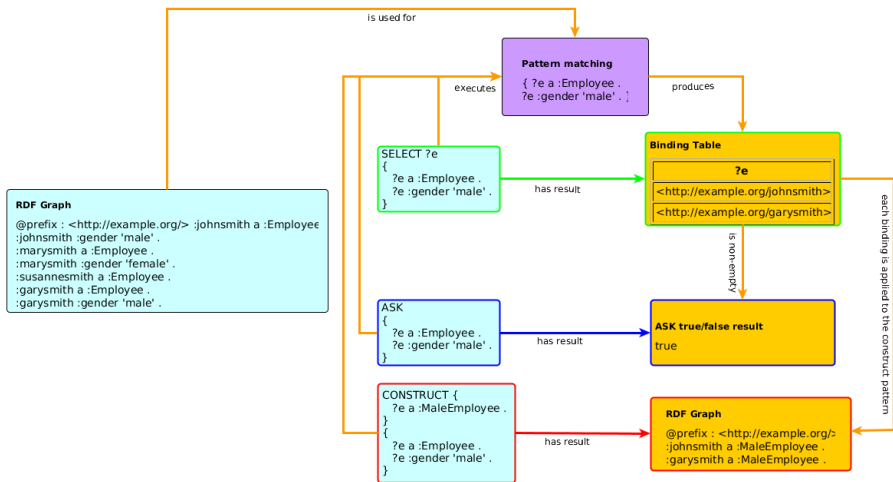 is used for
Pattern matching
{ ?e a :Employee .
?e :gender 'male' . }
executes
produces
SELECT ?e
{
?e a :Employee .
?e :gender 'male' .
}
has result
Binding Table
?e
<http://example.org/johnsmith>
<http://example.org/garysmith>
RDF Graph
@prefix : <http://example.org/> :johnsmith a :Employee
:johnsmith :gender 'male' .
:marysmith a :Employee .
:marysmith :gender 'female' .
:susannesmith a :Employee .
:garysmith a :Employee .
:garysmith :gender 'male' .
is non-empty
each binding is applied to the construct pattern
ASK
{
?e a :Employee .
?e :gender 'male' .
}
has result
ASK true/false result
true
CONSTRUCT {
?e a :MaleEmployee .
}
{
?e a :Employee .
?e :gender 'male' .
}
has result
RDF Graph
@prefix : <http://example.org/>
:johnsmith a :MaleEmployee .
:garysmith a :MaleEmployee .